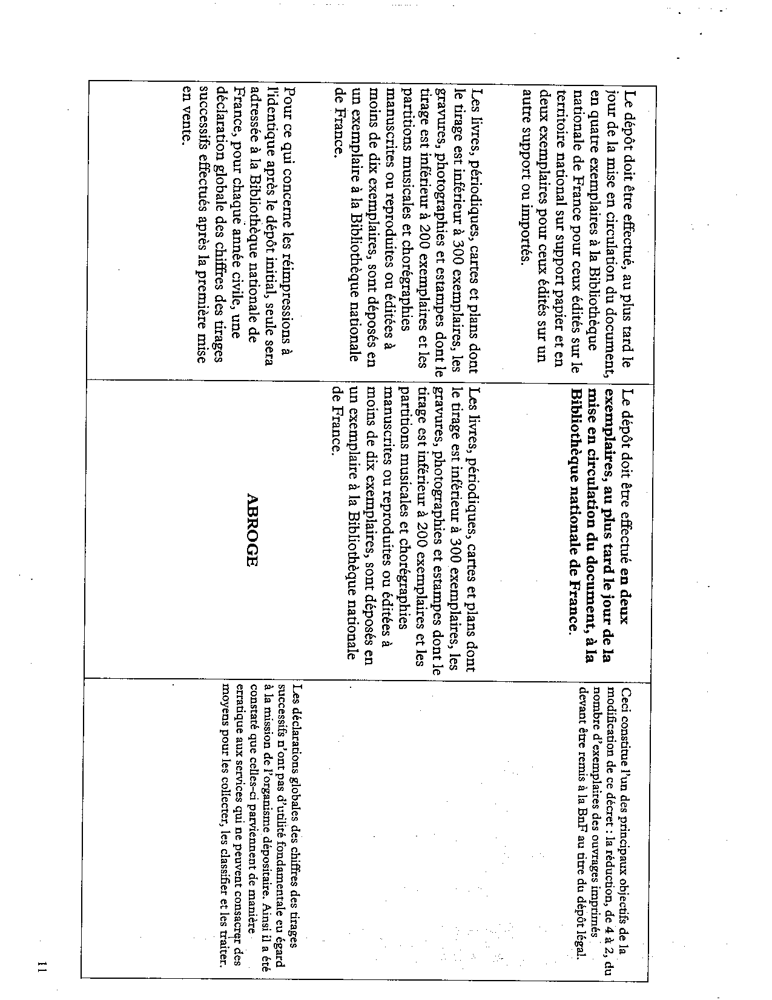 Le dépôt doit être effectué, au plus tard le
jour de la mise en circulation du document,
en quatre exemplaires à la Bibliothèque
nationale de France pour ceux édités sur le
territoire national sur support papier et en
deux exemplaires pour ceux édités sur un
autre support ou importés.
Les livres, périodiques, cartes et plans dont
le tirage est inférieur à 300 exemplaires, les
gravures, photographies et estampes dont le
tirage est inférieur à 200 exemplaires et les
partitions musicales et chorégraphies
manuscrites ou reproduites ou éditées à
moins de dix exemplaires, sont déposés en
un exemplaire à la Bibliothèque nationale
de France.
Pour ce qui concerne les réimpressions à
l'identique après le dépôt initial, seule sera
adressée à la Bibliothèque nationale de
France, pour chaque année civile, une
déclaration globale des chiffres des tirages
successifs effectués après la première mise
en vente.
Le dépôt doit être effectué en deux
exemplaires, au plus tard le jour de la
mise en circulation du document, à la
Bibliothèque nationale de France.
Les livres, périodiques, cartes et plans dont
le tirage est inférieur à 300 exemplaires, les
gravures, photographies et estampes dont le
tirage est inférieur à 200 exemplaires et les
partitions musicales et chorégraphies
manuscrites ou reproduites ou éditées à
moins de dix exemplaires, sont déposés en
un exemplaire à la Bibliothèque nationale
de France.
ABROGE
Ceci constitue l'un des principaux objectifs de la
modification de ce décret : la réduction, de 4 à 2, du
nombre d'exemplaires des ouvrages imprimés
devant être remis à la BnF au titre du dépôt légal.
Les déclarations globales des chiffres des tirages
successifs n'ont pas d'utilité fondamentale eu égard
à la mission de l'organisme dépositaire. Ainsi il a été
constaté que celles-ci parviennent de manière
erratique aux services qui ne peuvent consacrer des
moyens pour les collecter, les classifier et les traiter.
11